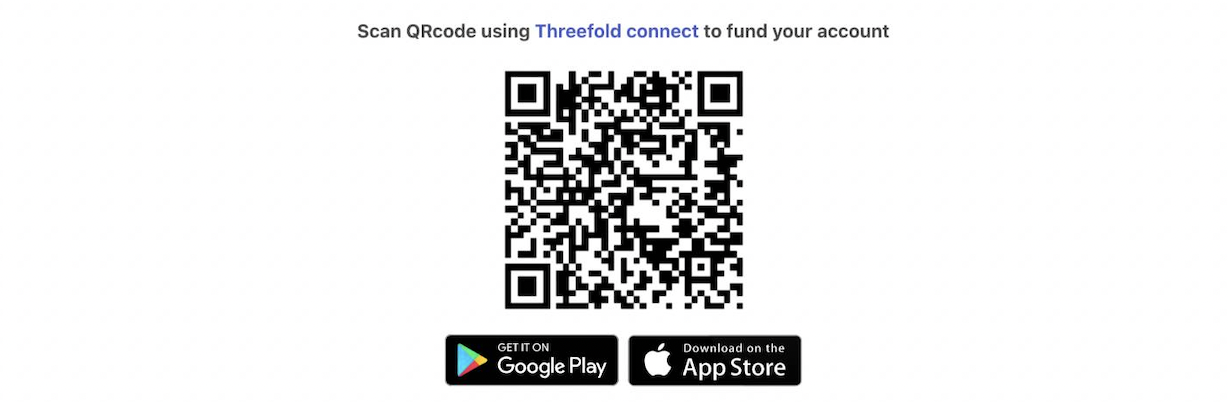 Scan QRcode using Threefold connect to fund your account
GET IT ON
Google Play
Download on the
App Store